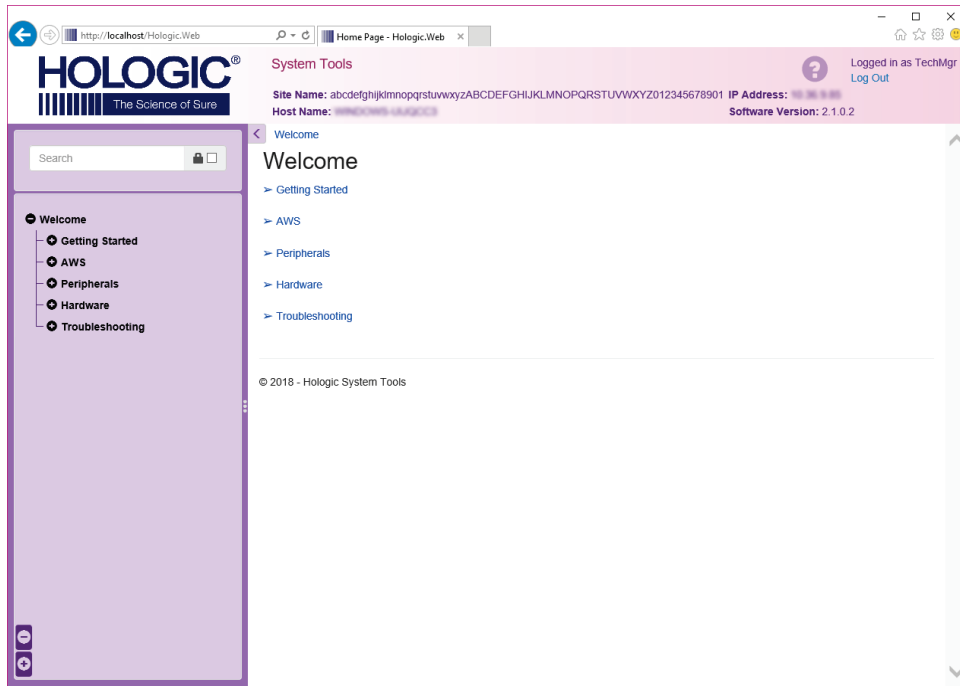 http://localhost/Hologic.Web
Home Page - Hologic.Web
HOLOGIC®
The Science of Sure
System Tools
Logged in as TechMgr
Log Out
Site Name: abcdefghijklmnopqrstuvwxyzABCDEFGHIJKLMNOPQRSTUVWXYZ012345678901 IP Address:
Host Name:
Software Version: 2.1.0.2
Search
Welcome
Getting Started
AWS
Peripherals
Hardware
Troubleshooting
Welcome
Welcome
➢ Getting Started
➢ AWS
➢ Peripherals
➢ Hardware
➢ Troubleshooting
© 2018 - Hologic System Tools